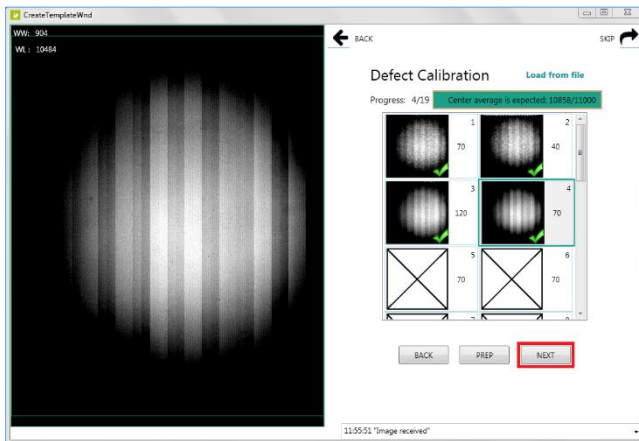 CreateTemplateWnd
WW: 904
WL : 10484
BACK
SKIP
Defect Calibration
Load from file
Progress: 4/19
Center average is expected: 10858/11000
1
70
2
40
3
120
4
70
5
70
6
70
BACK
PREP
NEXT
11:55:51 "Image received"